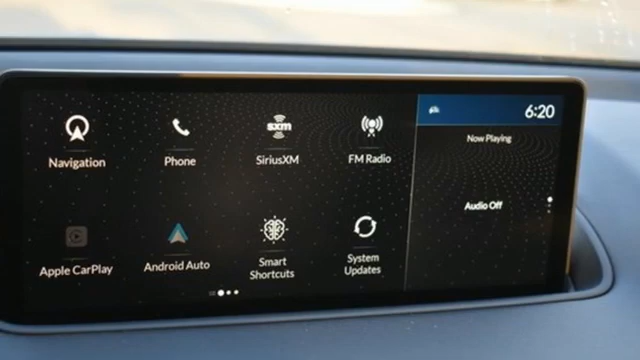 Navigation
Phone
SiriusXM
FM Radio
sxm
6:20
Now Playing
Audio Off
Apple CarPlay
Android Auto
Smart
Shortcuts
System
Updates